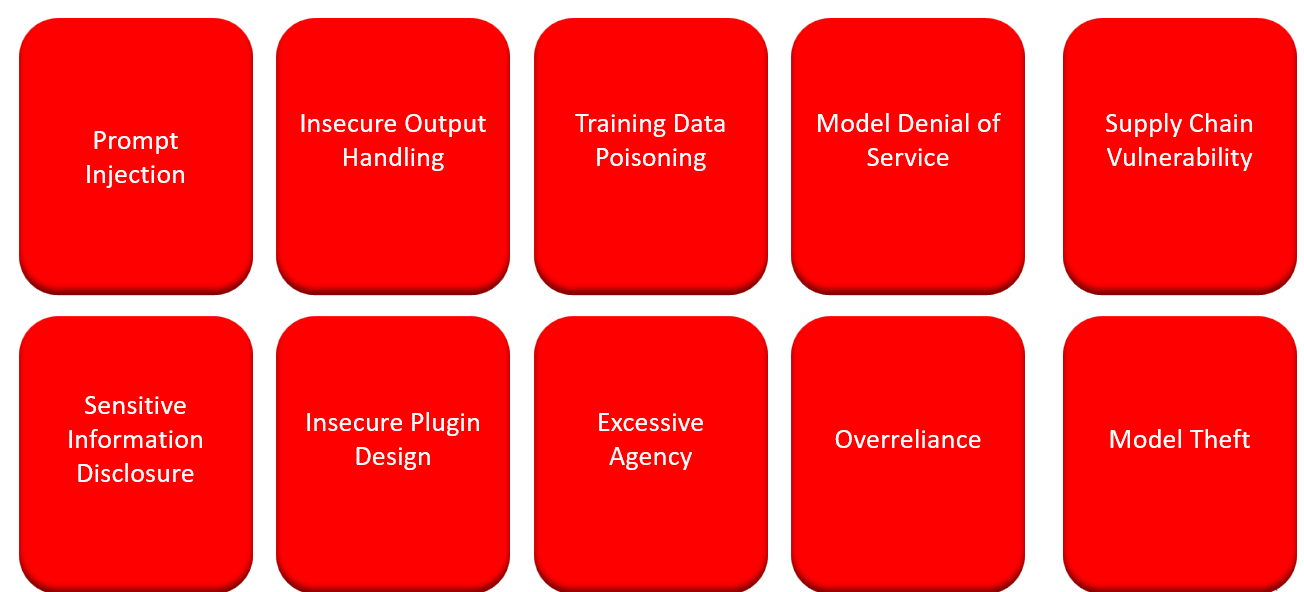 Prompt
Injection
Insecure Output
Handling
Training Data
Poisoning
Model Denial of
Service
Supply Chain
Vulnerability
Sensitive
Information
Disclosure
Insecure Plugin
Design
Excessive
Agency
Overreliance
Model Theft